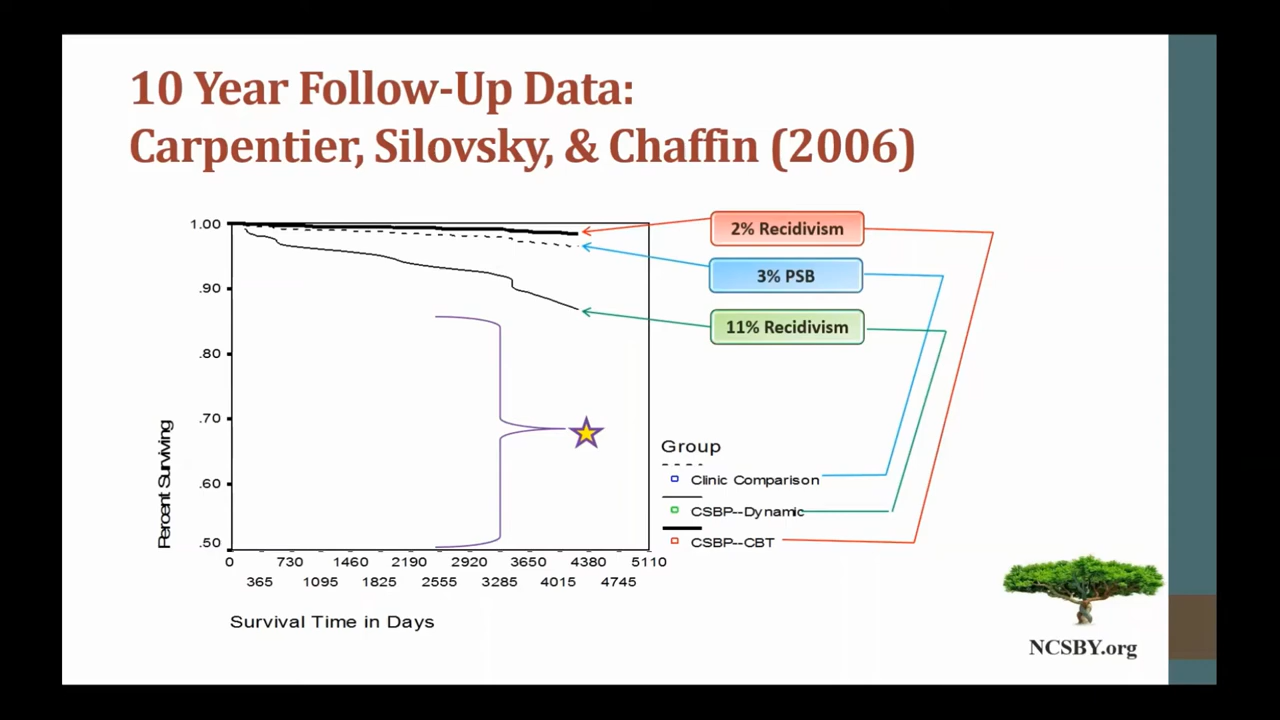 10 Year Follow-Up Data:
Carpentier, Silovsky, & Chaffin (2006)
1.00
.90
.80
.70
.60
.50
Percent Surviving
0 730 1460 2190 2920 3650 4380 5110
365 1095 1825 2555 3285 4015 4745
Survival Time in Days
2% Recidivism
3% PSB
11% Recidivism
Group
Clinic Comparison
CSBP--Dynamic
CSBP--CBT
NCSBY.org